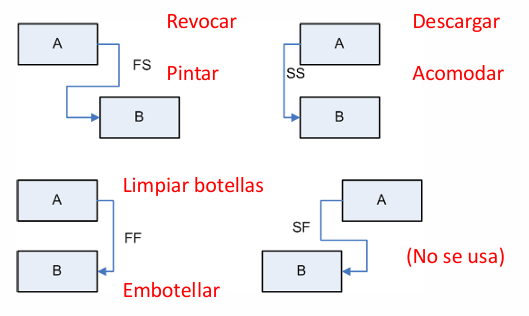 A
Revocar
FS
Pintar
B
A
Descargar
SS
Acomodar
B
A
Limpiar botellas
FF
B
Embotellar
A
SF
B
(No se usa)